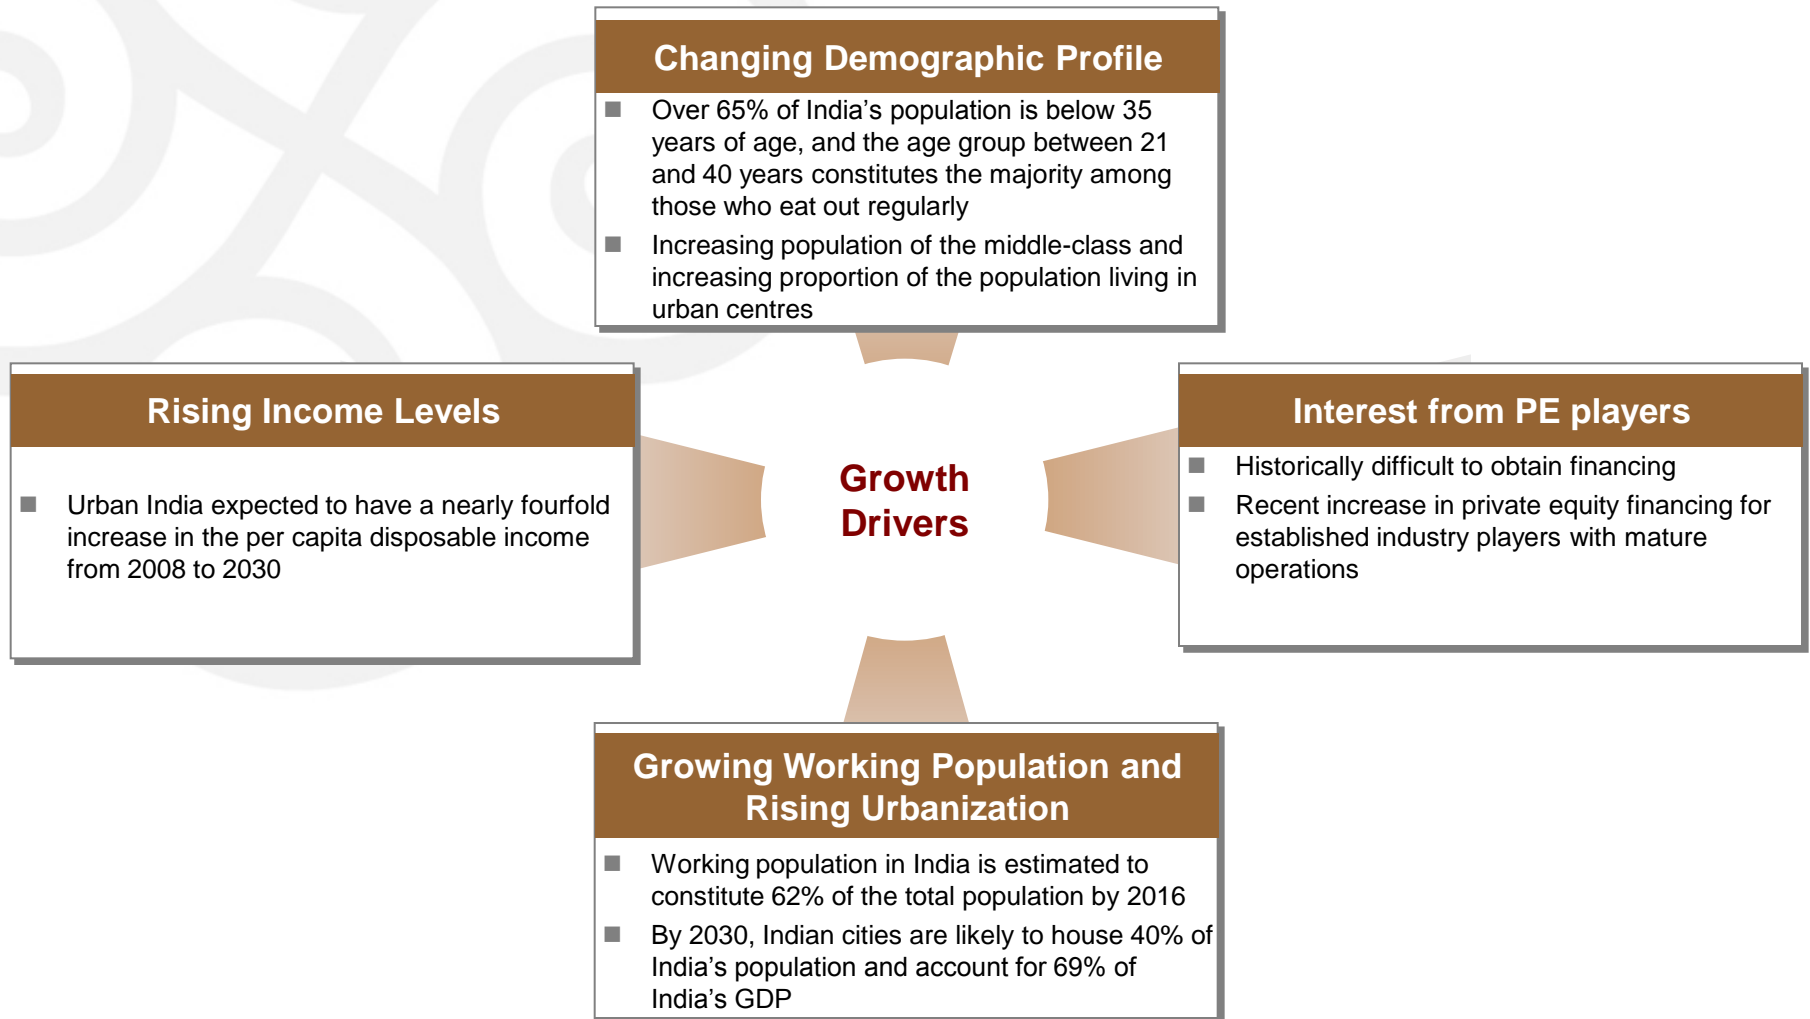 Changing Demographic Profile
■ Over 65% of India’s population is below 35
years of age, and the age group between 21
and 40 years constitutes the majority among
those who eat out regularly
■ Increasing population of the middle-class and
increasing proportion of the population living in
urban centres
Rising Income Levels
■ Urban India expected to have a nearly fourfold
increase in the per capita disposable income
from 2008 to 2030
Growth
Drivers
Interest from PE players
■ Historically difficult to obtain financing
■ Recent increase in private equity financing for
established industry players with mature
operations
Growing Working Population and
Rising Urbanization
■ Working population in India is estimated to
constitute 62% of the total population by 2016
■ By 2030, Indian cities are likely to house 40% of
India’s population and account for 69% of
India’s GDP